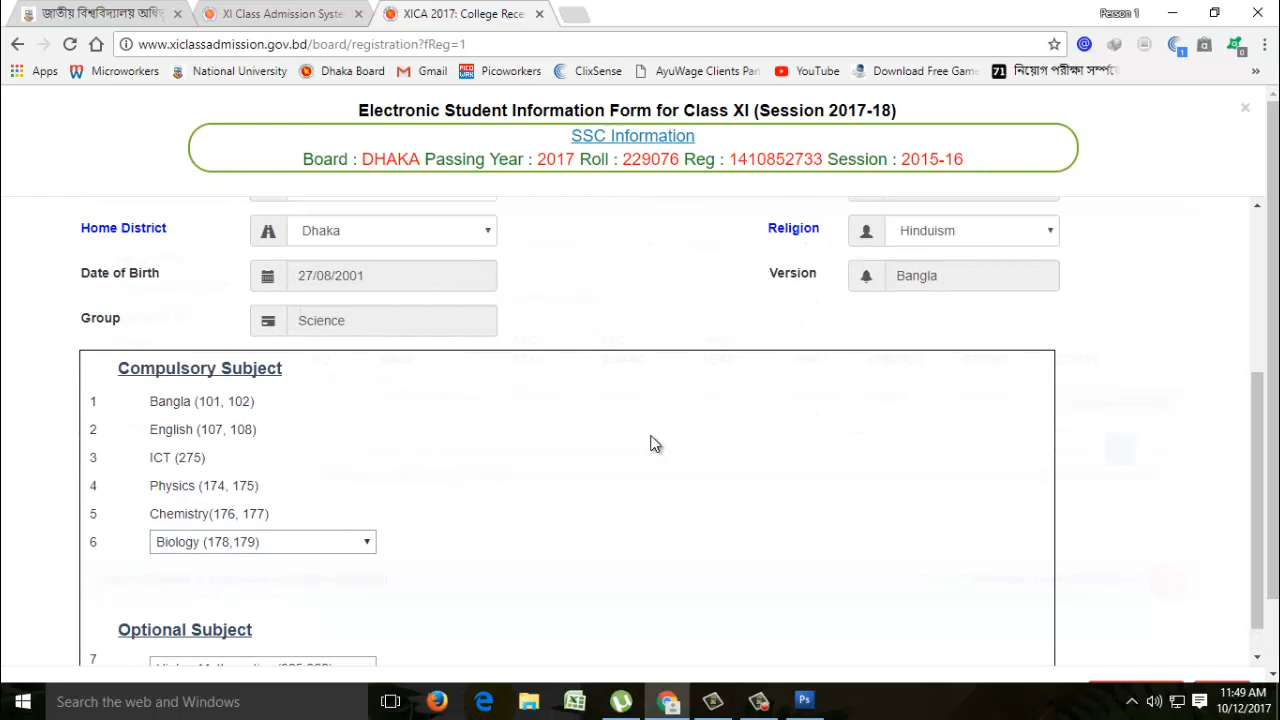 জাতীয় বিশ্ববিদ্যালয় অধিভু
XI Class Admission Syste
XICA 2017: College Rece
Person 1
www.xiclassadmission.gov.bd/board/registration?fReg=1
Apps
Microworkers
National University
Dhaka Board
Gmail
Picoworkers
ClixSense
AyuWage Clients Pan
YouTube
Download Free Game
71 নিয়োগ পরীক্ষা সম্পর্কে
Electronic Student Information Form for Class XI (Session 2017-18)
SSC Information
Board : DHAKA Passing Year : 2017 Roll : 229076 Reg : 1410852733 Session : 2015-16
Home District Dhaka Religion Hinduism
Date of Birth 27/08/2001 Version Bangla
Group Science
Compulsory Subject
1 Bangla (101, 102)
2 English (107, 108)
3 ICT (275)
4 Physics (174, 175)
5 Chemistry(176, 177)
6 Biology (178,179)
Optional Subject
7
Search the web and Windows
Ps
11:49 AM
10/12/2017